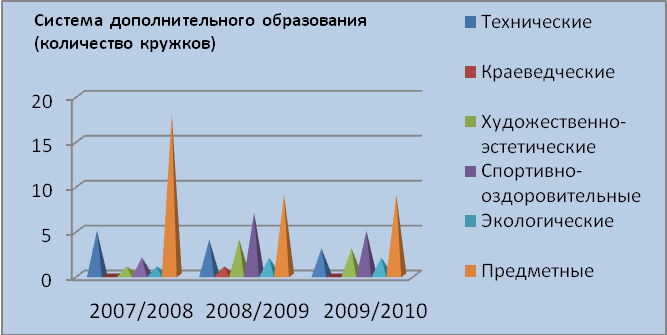 Система дополнительного образования
(количество кружков)
20
15
10
5
0
2007/2008
2008/2009
2009/2010
Технические
Краеведческие
Художественно-
эстетические
Спортивно-
оздоровительные
Экологические
Предметные